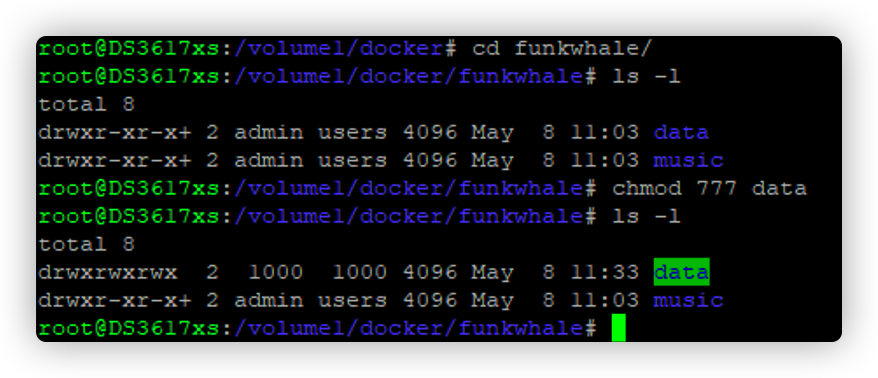 root@DS3617xs:/volume1/docker# cd funkwhale/
root@DS3617xs:/volume1/docker/funkwhale# ls -l
total 8
drwxr-xr-x+ 2 admin users 4096 May  8 11:03 data
drwxr-xr-x+ 2 admin users 4096 May  8 11:03 music
root@DS3617xs:/volume1/docker/funkwhale# chmod 777 data
root@DS3617xs:/volume1/docker/funkwhale# ls -l
total 8
drwxrwxrwx  2  1000  1000 4096 May  8 11:33 data
drwxr-xr-x+ 2 admin users 4096 May  8 11:03 music
root@DS3617xs:/volume1/docker/funkwhale#